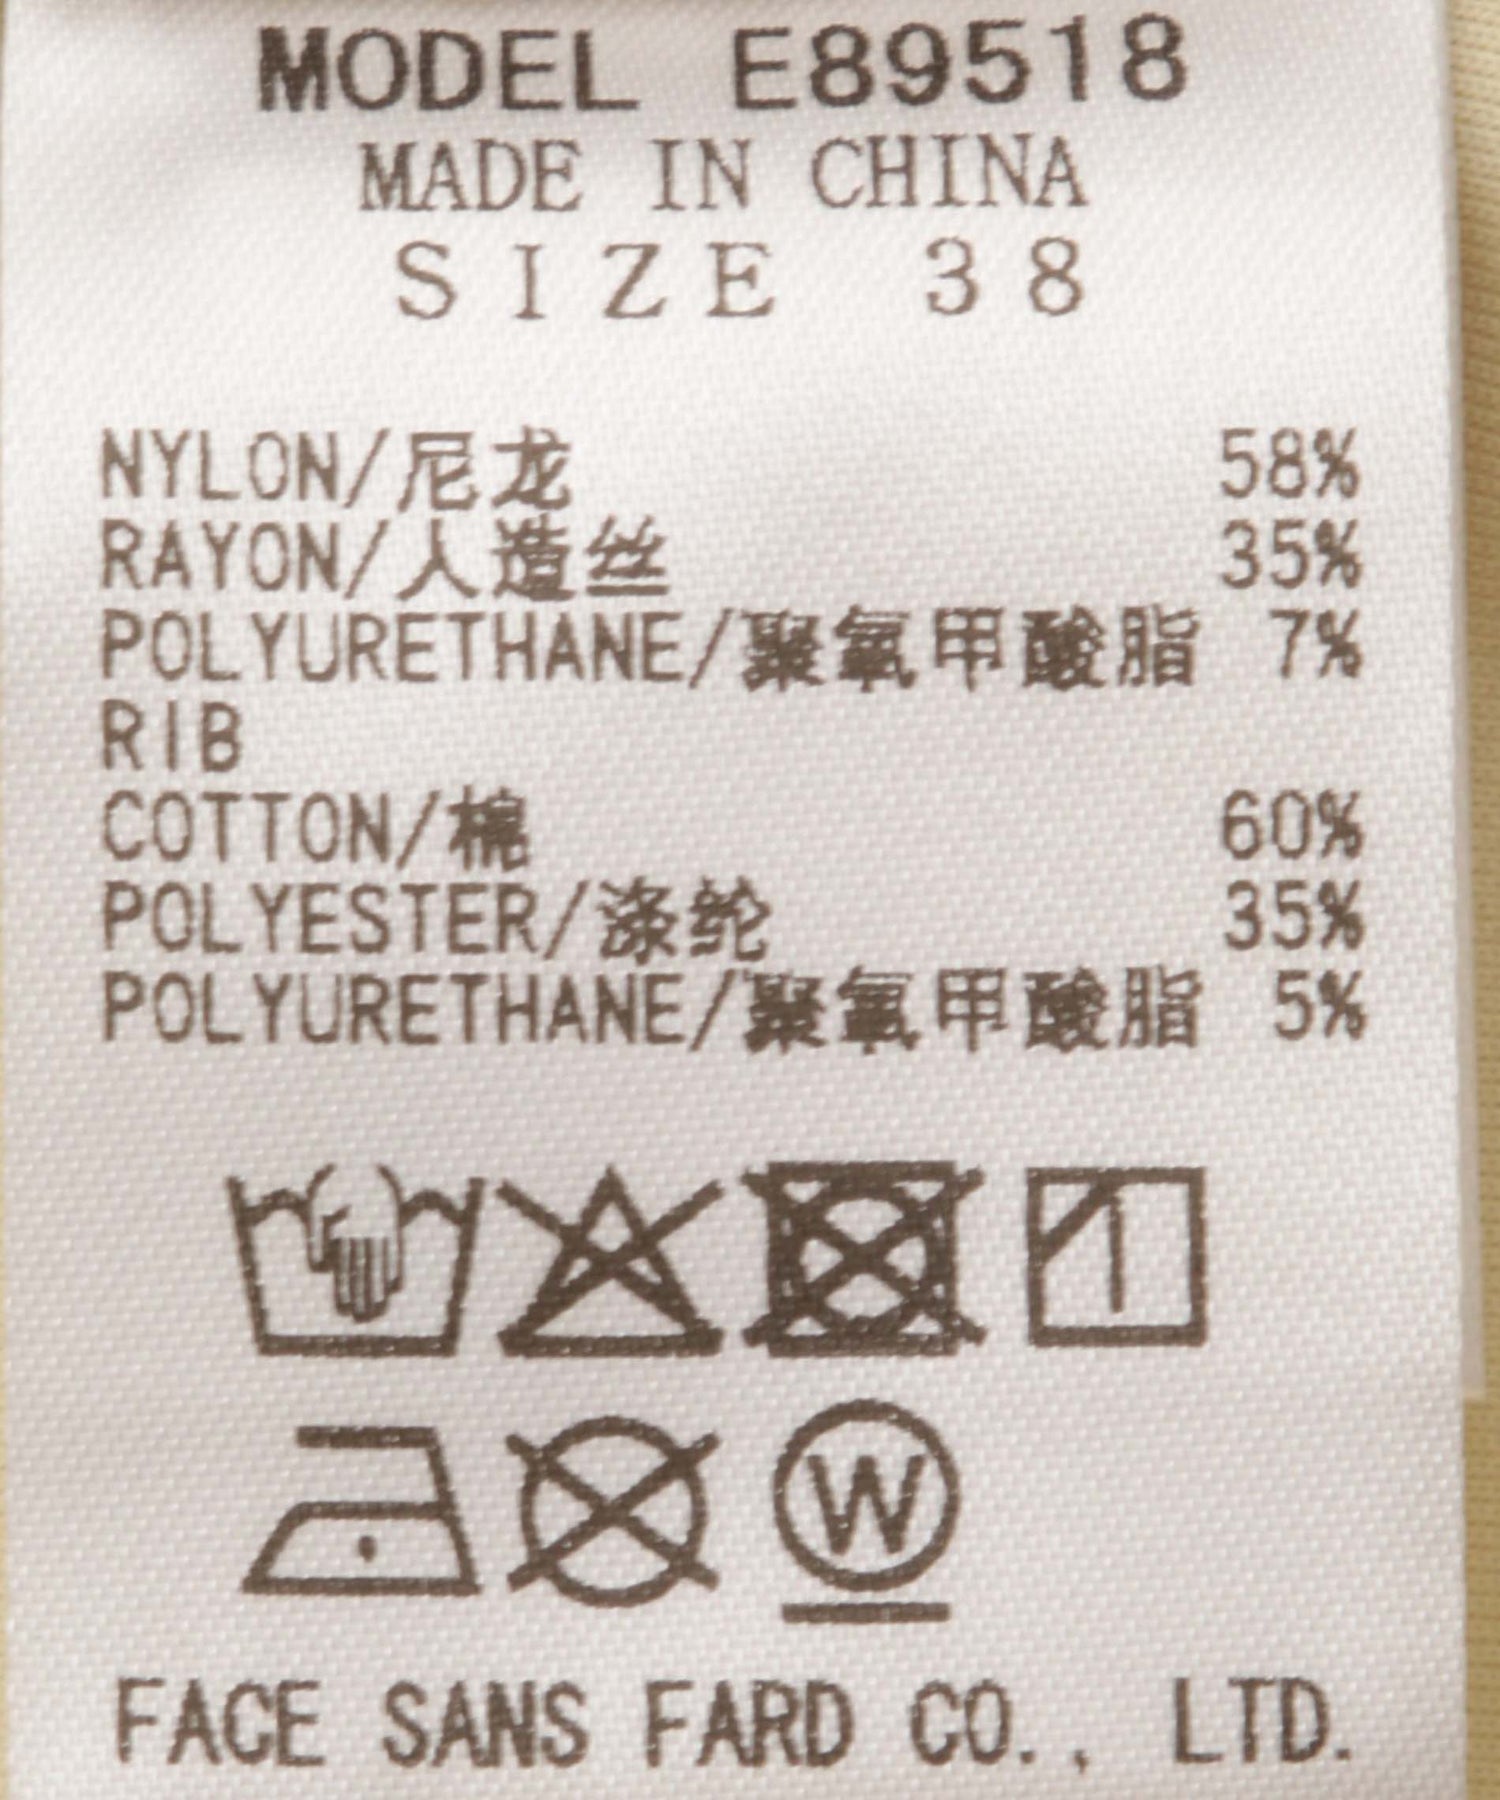 MODEL E89518
MADE IN CHINA
SIZE 38
NYLON/尼龙 58%
RAYON/人造丝 35%
POLYURETHANE/聚氧甲酸脂 7%
RIB
COTTON/棉 60%
POLYESTER/涤纶 35%
POLYURETHANE/聚氧甲酸脂 5%
W
FACE SANS FARD CO., LTD.